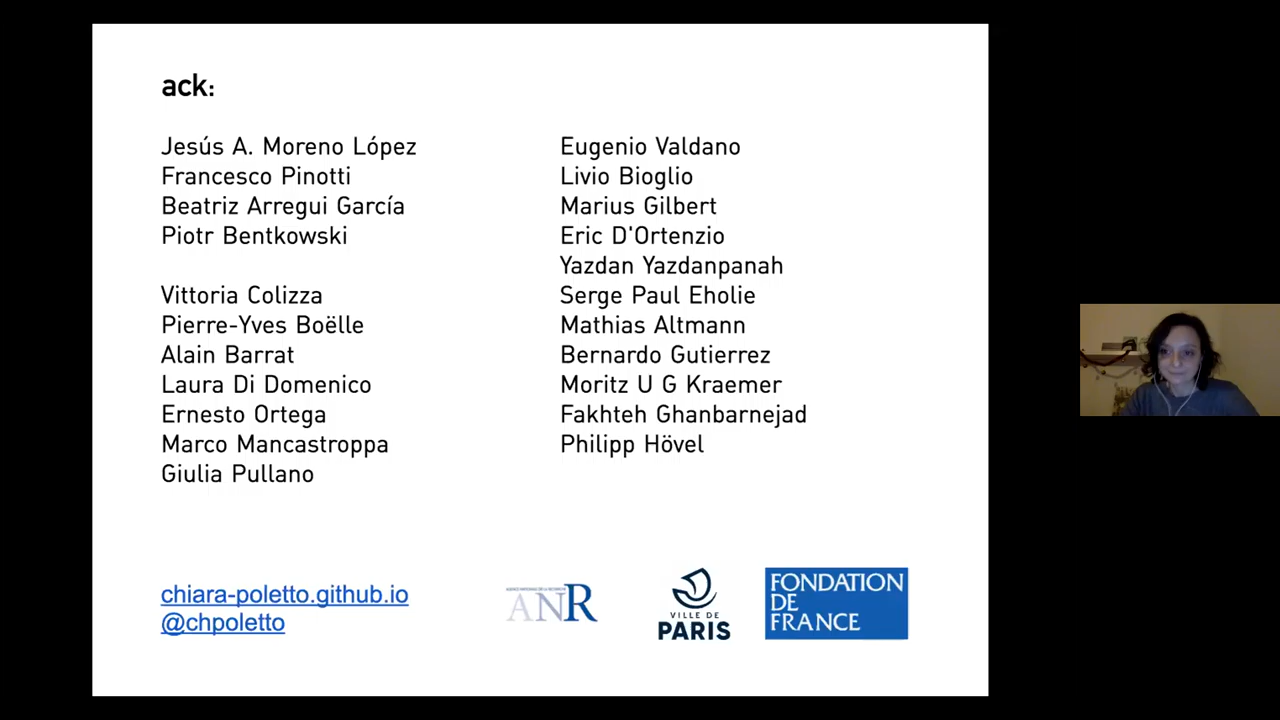 ack:
Jesús A. Moreno López
Francesco Pinotti
Beatriz Arregui García
Piotr Bentkowski
Vittoria Colizza
Pierre-Yves Boëlle
Alain Barrat
Laura Di Domenico
Ernesto Ortega
Marco Mancastroppa
Giulia Pullano
Eugenio Valdano
Livio Bioglio
Marius Gilbert
Eric D'Ortenzio
Yazdan Yazdanpanah
Serge Paul Eholie
Mathias Altmann
Bernardo Gutierrez
Moritz U G Kraemer
Fakhteh Ghanbarnejad
Philipp Hövel
chiara-poletto.github.io
@chpoletto
ANR
VILLE DE
PARIS
FONDATION
DE
FRANCE